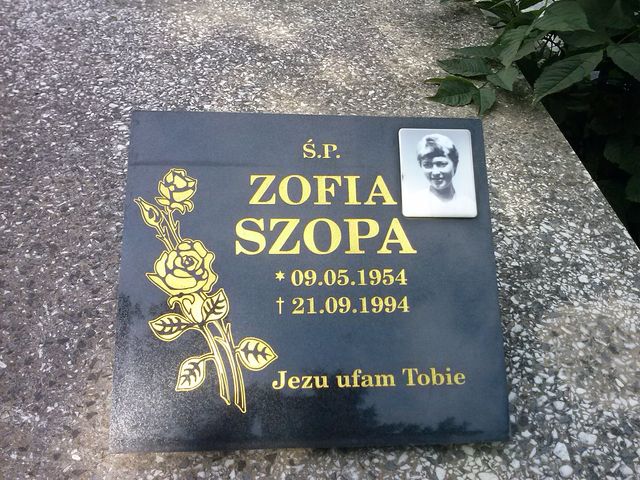 Ś.P.
ZOFIA
SZOPA
* 09.05.1954
† 21.09.1994
Jezu ufam Tobie